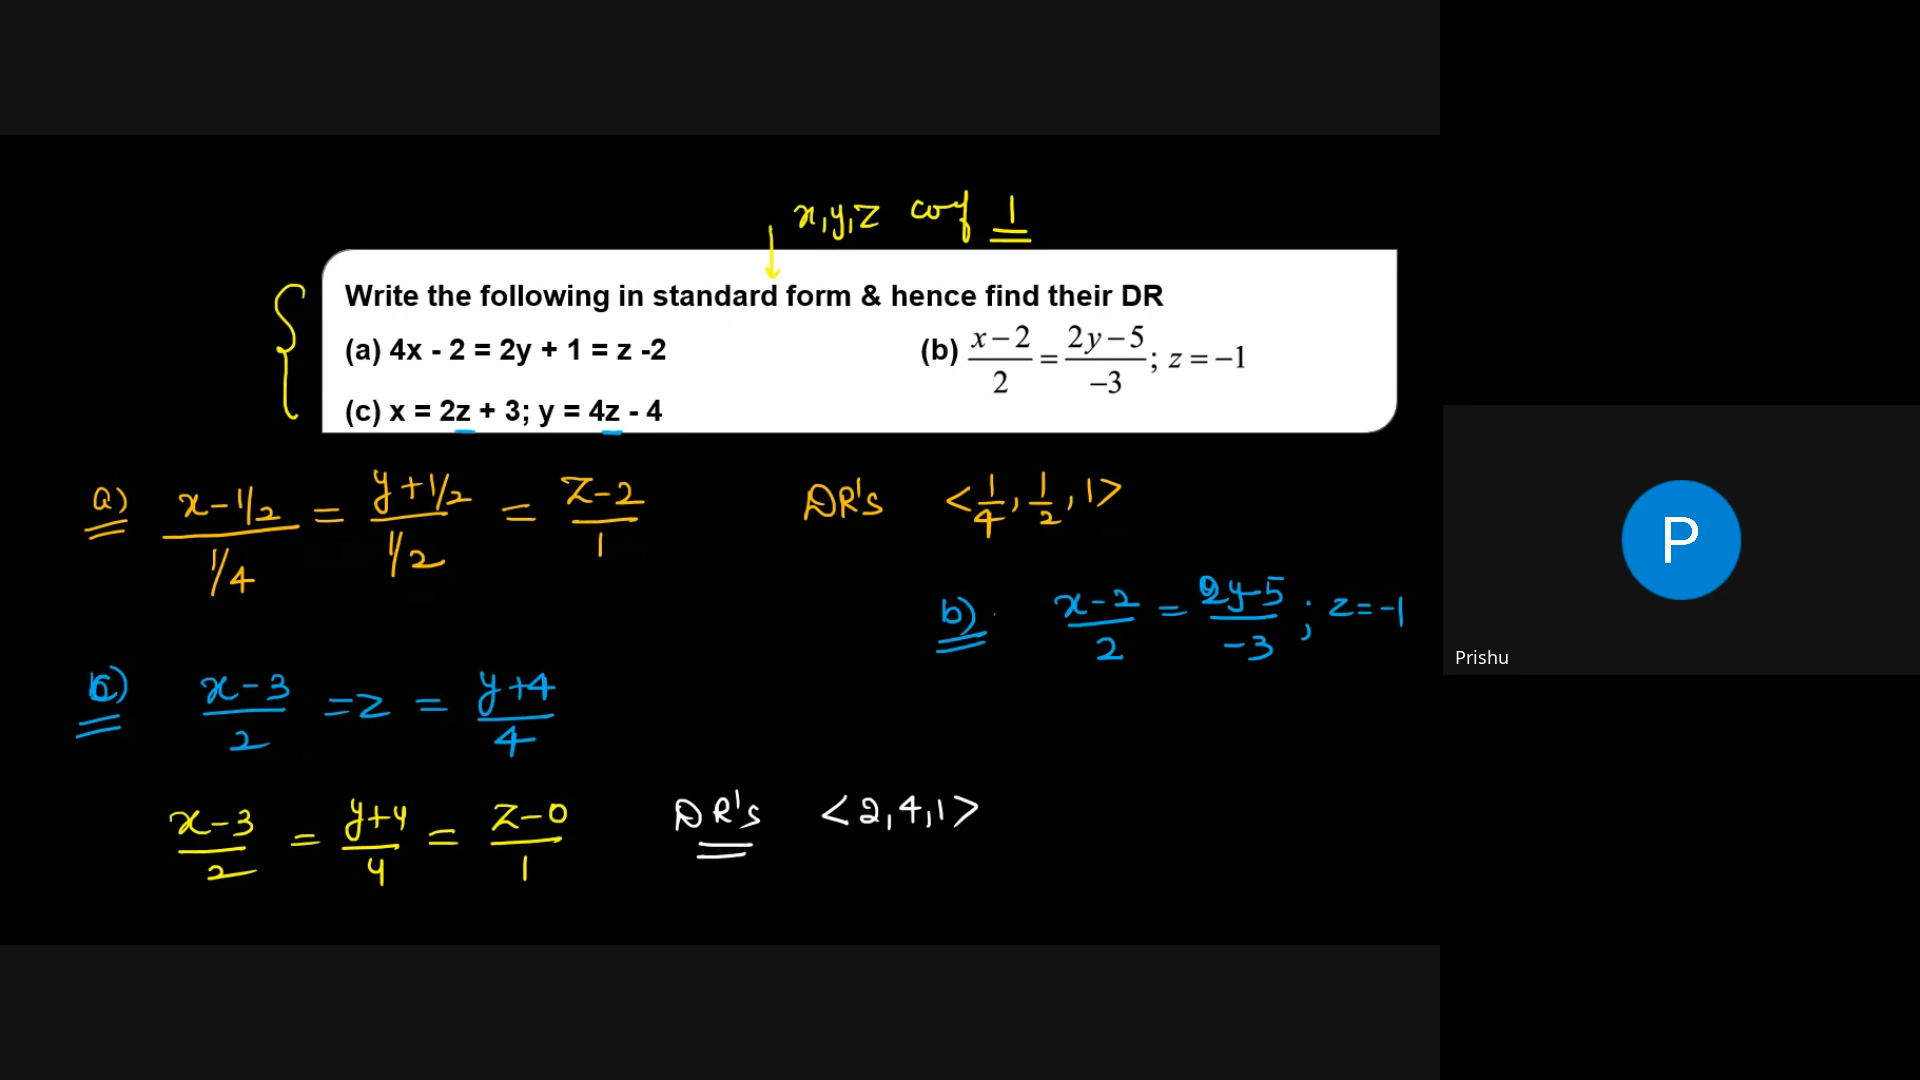 x,y,z cof 1
Write the following in standard form & hence find their DR
(a) 4x - 2 = 2y + 1 = z -2 (b) x−2/2 = 2y−5/−3 ; z = −1
(c) x = 2z + 3; y = 4z - 4
a) x-1/2 / 1/4 = y+1/2 / 1/2 = z-2 / 1 DR's <1/4, 1/2, 1>
b) x-2/2 = 2y-5/-3 ; z=-1
Prishu
P
c) x-3/2 = z = y+4/4
x-3/2 = y+4/4 = z-0/1 DR's <2,4,1>